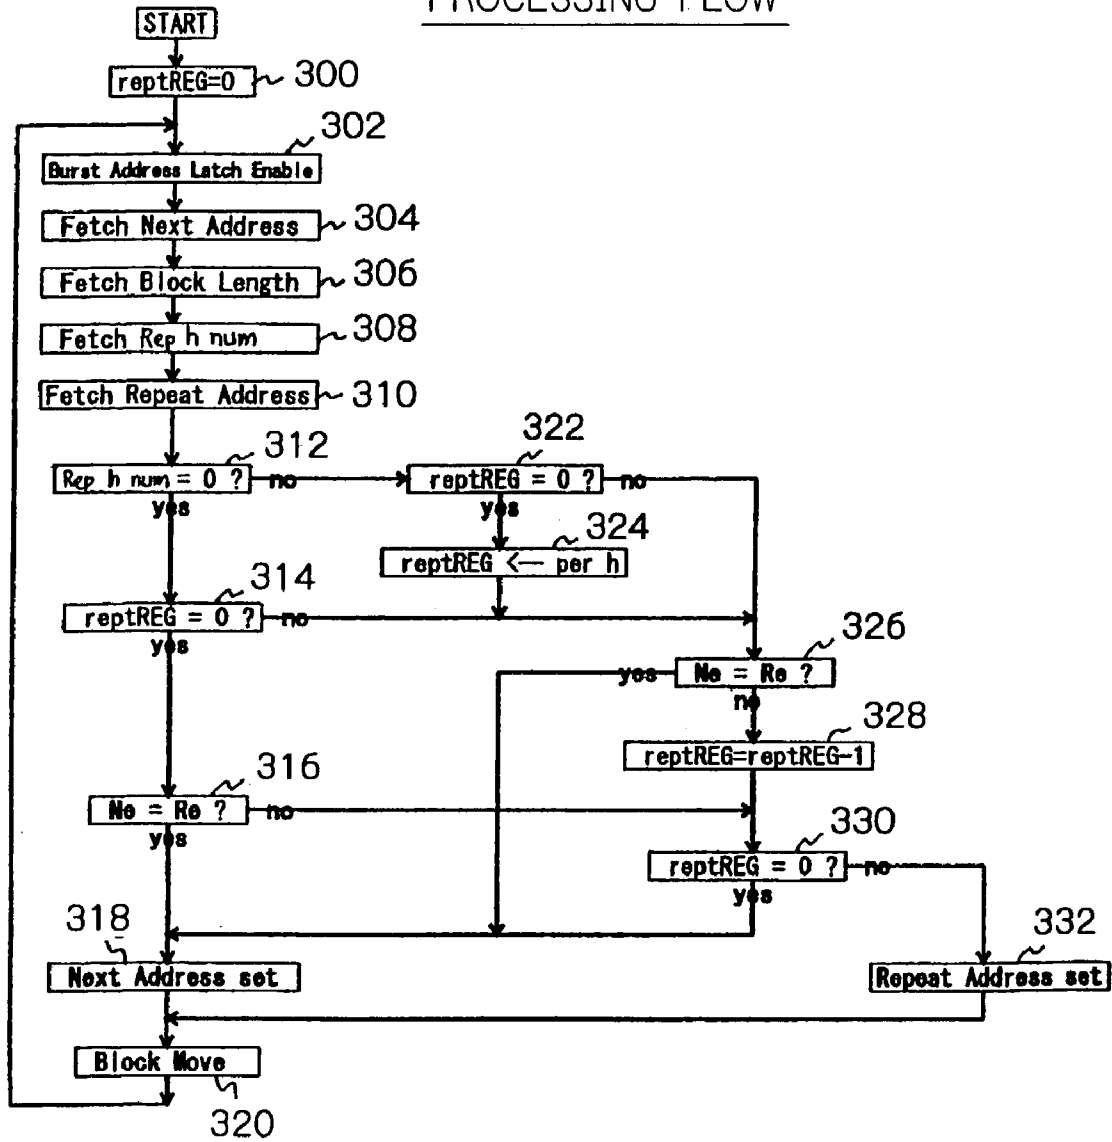 PROCESSING FLOW
START
reptREG=0 300
302
Burst Address Latch Enable
Fetch Next Address 304
Fetch Block Length 306
Fetch Rep h num 308
Fetch Repeat Address 310
312
Rep h num = 0 ? no
yes
322
reptREG = 0 ? no
yes
324
reptREG <— per h
314
reptREG = 0 ? no
yes
326
yes Ne = Re ?
no
328
reptREG=reptREG-1
316
Ne = Re ? no
yes
330
reptREG = 0 ? no
yes
318
Next Address set
332
Repeat Address set
Block Move
320